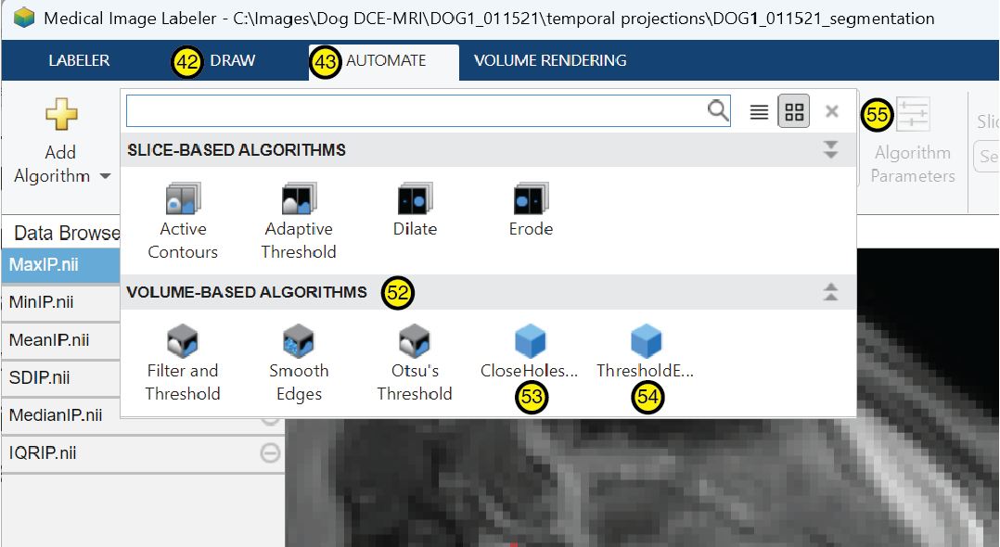 Medical Image Labeler - C:\Images\Dog DCE-MRI\DOG1_011521\temporal projections\DOG1_011521_segmentation
LABELER 42 DRAW 43 AUTOMATE VOLUME RENDERING
Add
Algorithm
55
Algorithm
Parameters
Slic
Se
SLICE-BASED ALGORITHMS
Active
Contours
Adaptive
Threshold
Dilate
Erode
VOLUME-BASED ALGORITHMS 52
Filter and
Threshold
Smooth
Edges
Otsu's
Threshold
CloseHoles...
53
ThresholdE...
54
Data Browse
MaxIP.nii
MinIP.nii
MeanIP.nii
SDIP.nii
MedianIP.nii
IQRIP.nii